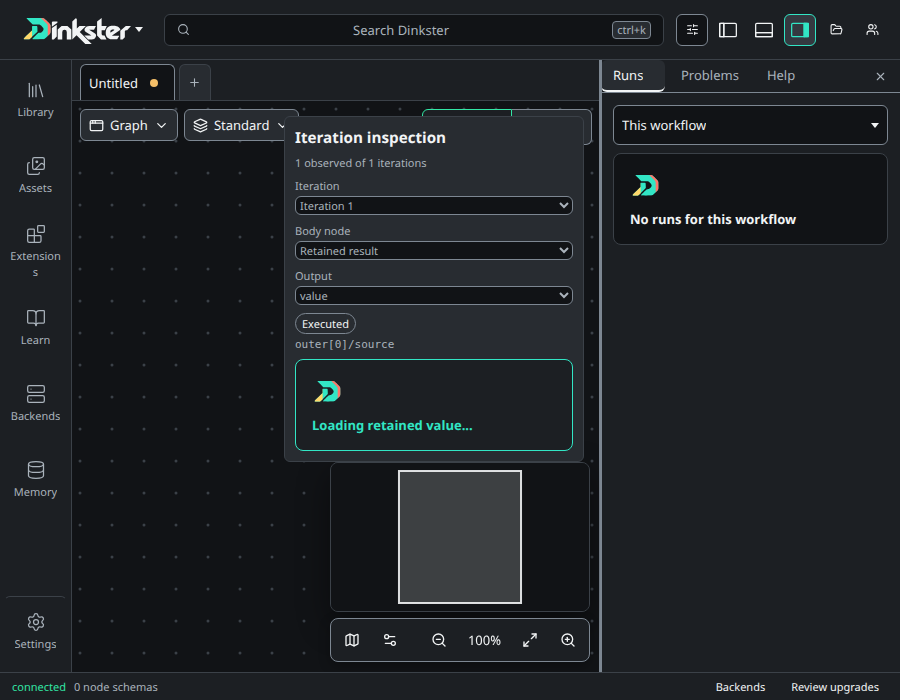 Dinkster
Search Dinkster
ctrl+k
Library
Assets
Extension
s
Learn
Backends
Memory
Settings
Untitled
Graph
Standard
Iteration inspection
1 observed of 1 iterations
Iteration
Iteration 1
Body node
Retained result
Output
value
Executed
outer[0]/source
Loading retained value...
100%
Runs
Problems
Help
This workflow
No runs for this workflow
connected
0 node schemas
Backends
Review upgrades